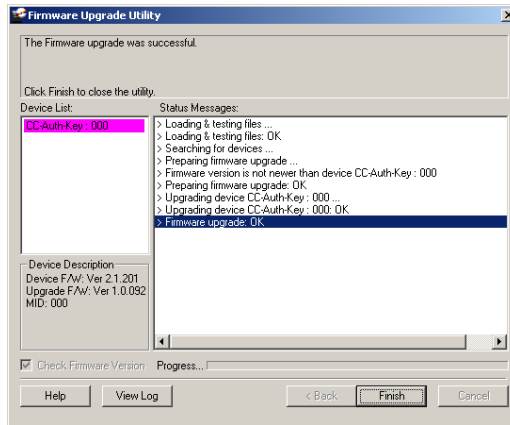 Firmware Upgrade Utility
The Firmware upgrade was successful.
Click Finish to close the utility.
Device List:
Status Messages:
CC-Auth-Key : 000
> Loading & testing files ...
> Loading & testing files: OK
> Searching for devices ...
> Preparing firmware upgrade ...
> Firmware version is not newer than device CC-Auth-Key : 000
> Preparing firmware upgrade: OK
> Upgrading device CC-Auth-Key : 000 ...
> Upgrading device CC-Auth-Key : 000: OK
> Firmware upgrade: OK
Device Description
Device F/W: Ver 2.1.201
Upgrade F/W: Ver 1.0.092
MID: 000
Check Firmware Version
Progress...
Help
View Log
< Back
Finish
Cancel